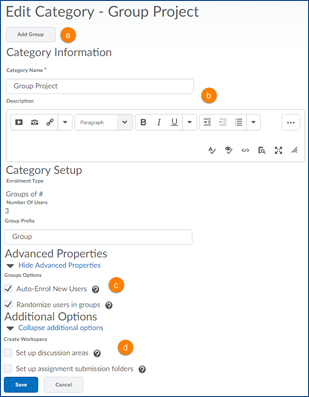 Edit Category - Group Project
Add Group
a
Category Information
Category Name *
Group Project
b
Description
Paragraph
B I U
Category Setup
Enrolment Type
Groups of #
Number Of Users
3
Group Prefix
Group
Advanced Properties
Hide Advanced Properties
Groups Options
c
Auto-Enrol New Users
Randomize users in groups
Additional Options
Collapse additional options
Create Workspace
d
Set up discussion areas
Set up assignment submission folders
Save
Cancel